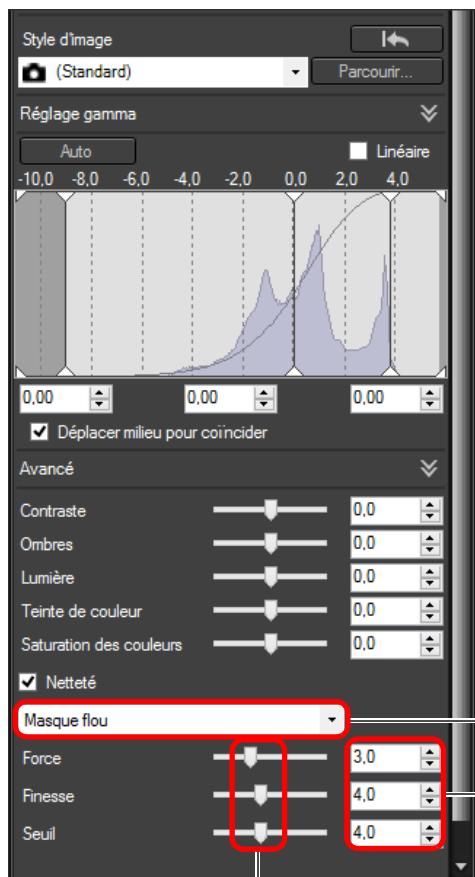 Style d'image
(Standard) Parcourir...
Réglage gamma
Auto Linéaire
-10,0 -8,0 -6,0 -4,0 -2,0 0,0 2,0 4,0
0,00 0,00 0,00
Déplacer milieu pour coïncider
Avancé
Contraste 0,0
Ombres 0,0
Lumière 0,0
Teinte de couleur 0,0
Saturation des couleurs 0,0
Netteté
Masque flou
Force 3,0
Finesse 4,0
Seuil 4,0